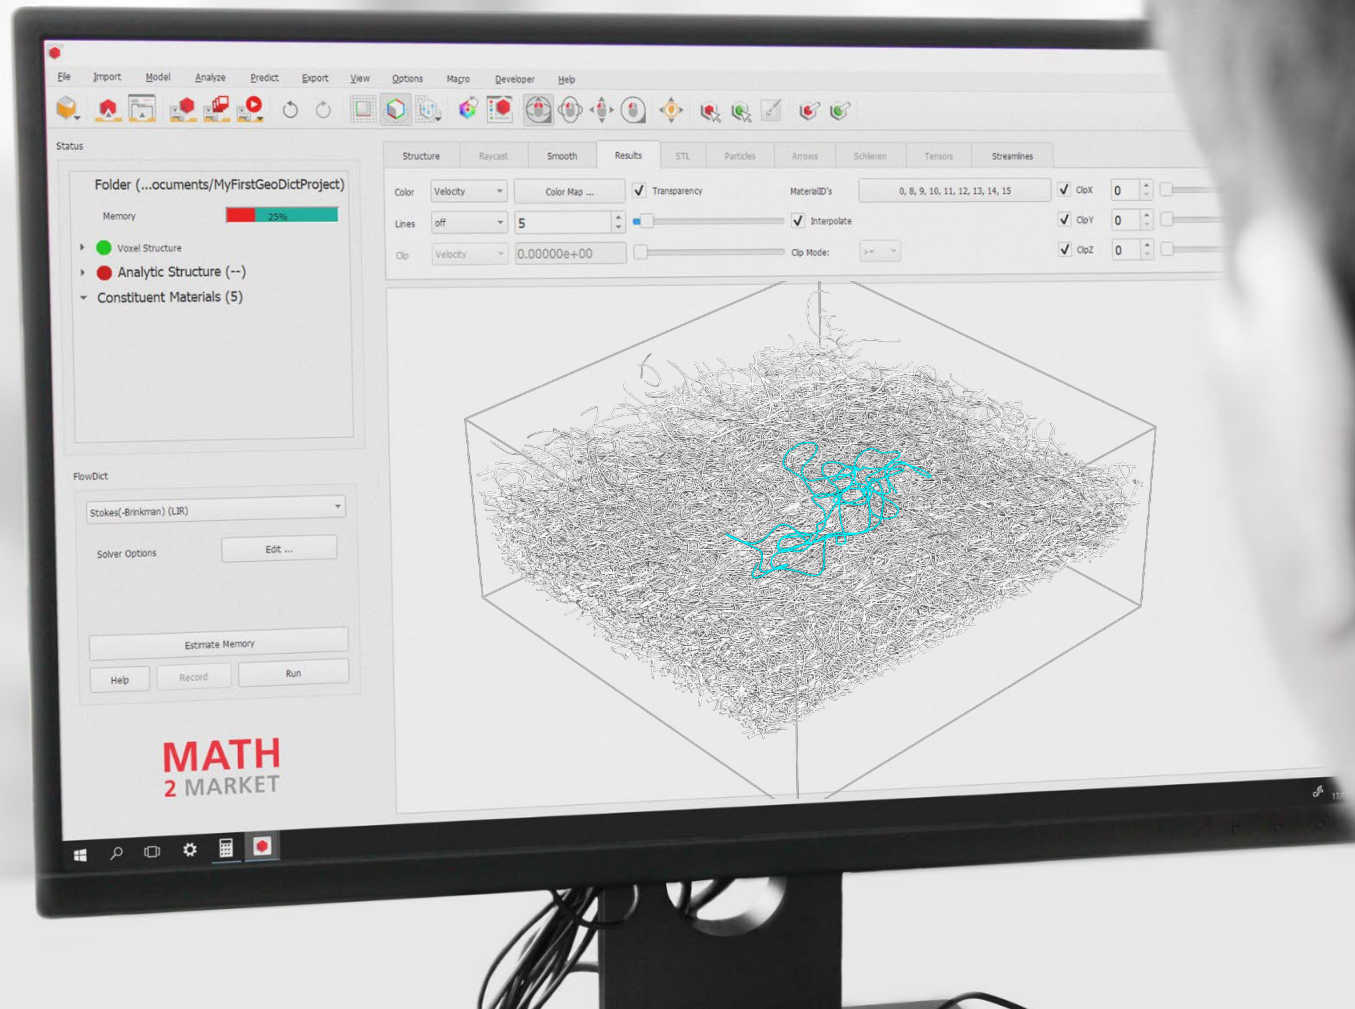 File Import Model Analyze Predict Export View Options Macro Developer Help
Status
Folder (...ocuments/MyFirstGeoDictProject)
Memory 25%
Voxel Structure
Analytic Structure (--)
Constituent Materials (5)
FlowDict
Stokes(-Brinkman) (LIR)
Solver Options Edit ...
Estimate Memory
Help Record Run
MATH
2 MARKET
Structure Raycast Smooth Results STL Particles Arrows Schlieren Tensors Streamlines
Color Velocity Color Map ... Transparency MaterialID's 0, 8, 9, 10, 11, 12, 13, 14, 15 ClipX 0
Lines off 5 Interpolate ClipY 0
Clip Velocity 0.00000e+00 Clip Mode: >= ClipZ 0